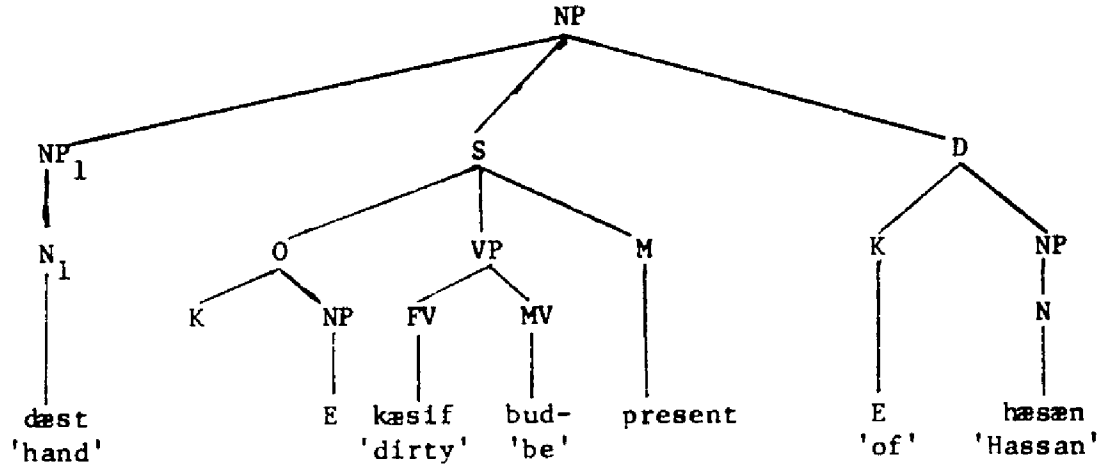 NP
NP1 S D
N1 O VP M K NP
K NP FV MV N
dæst E kæsif bud- present E hæsæn
'hand' 'dirty' 'be' 'of' 'Hassan'